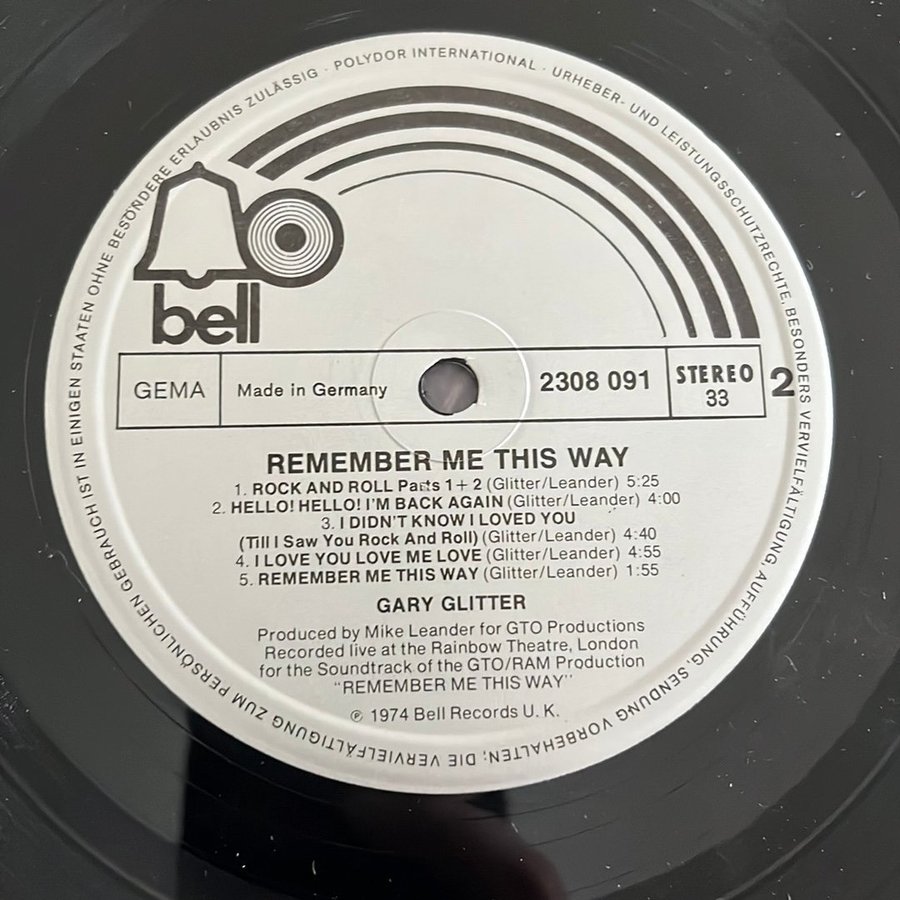 URHEBER- UND LEISTUNGSSCHUTZRECHTE, BESONDERS VERVIELFÄLTIGUNG, AUFFÜHRUNG, SENDUNG VORBEHALTEN; DIE VERVIELFÄLTIGUNG ZUM PERSÖNLICHEN GEBRAUCH IST IN EINIGEN STAATEN OHNE BESONDERE ERLAUBNIS ZULÄSSIG · POLYDOR INTERNATIONAL ·
bell
GEMA Made in Germany 2308 091 STEREO 33 2
REMEMBER ME THIS WAY
1. ROCK AND ROLL Parts 1 + 2 (Glitter/Leander) 5:25
2. HELLO! HELLO! I'M BACK AGAIN (Glitter/Leander) 4:00
3. I DIDN'T KNOW I LOVED YOU
(Till I Saw You Rock And Roll) (Glitter/Leander) 4:40
4. I LOVE YOU LOVE ME LOVE (Glitter/Leander) 4:55
5. REMEMBER ME THIS WAY (Glitter/Leander) 1:55
GARY GLITTER
Produced by Mike Leander for GTO Productions
Recorded live at the Rainbow Theatre, London
for the Soundtrack of the GTO/RAM Production
"REMEMBER ME THIS WAY"
℗ 1974 Bell Records U. K.